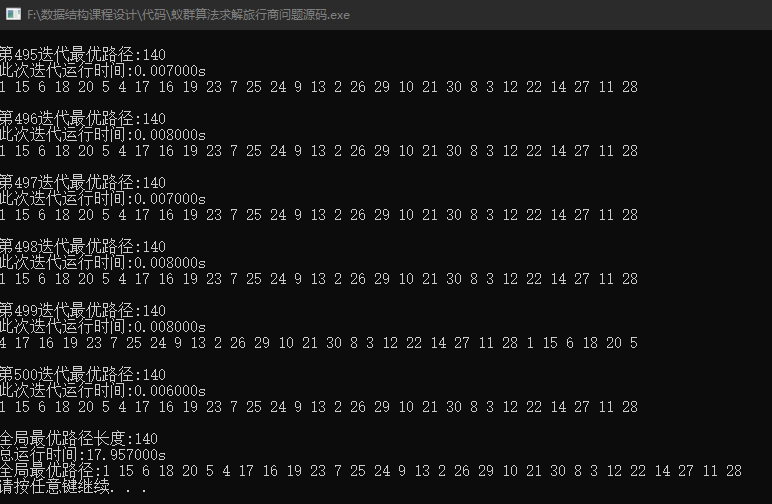 F:\数据结构课程设计\代码\蚁群算法求解旅行商问题源码.exe
第495迭代最优路径:140
此次迭代运行时间:0.007000s
1 15 6 18 20 5 4 17 16 19 23 7 25 24 9 13 2 26 29 10 21 30 8 3 12 22 14 27 11 28
第496迭代最优路径:140
此次迭代运行时间:0.008000s
1 15 6 18 20 5 4 17 16 19 23 7 25 24 9 13 2 26 29 10 21 30 8 3 12 22 14 27 11 28
第497迭代最优路径:140
此次迭代运行时间:0.007000s
1 15 6 18 20 5 4 17 16 19 23 7 25 24 9 13 2 26 29 10 21 30 8 3 12 22 14 27 11 28
第498迭代最优路径:140
此次迭代运行时间:0.008000s
1 15 6 18 20 5 4 17 16 19 23 7 25 24 9 13 2 26 29 10 21 30 8 3 12 22 14 27 11 28
第499迭代最优路径:140
此次迭代运行时间:0.008000s
4 17 16 19 23 7 25 24 9 13 2 26 29 10 21 30 8 3 12 22 14 27 11 28 1 15 6 18 20 5
第500迭代最优路径:140
此次迭代运行时间:0.006000s
1 15 6 18 20 5 4 17 16 19 23 7 25 24 9 13 2 26 29 10 21 30 8 3 12 22 14 27 11 28
全局最优路径长度:140
总运行时间:17.957000s
全局最优路径:1 15 6 18 20 5 4 17 16 19 23 7 25 24 9 13 2 26 29 10 21 30 8 3 12 22 14 27 11 28
请按任意键继续. . .